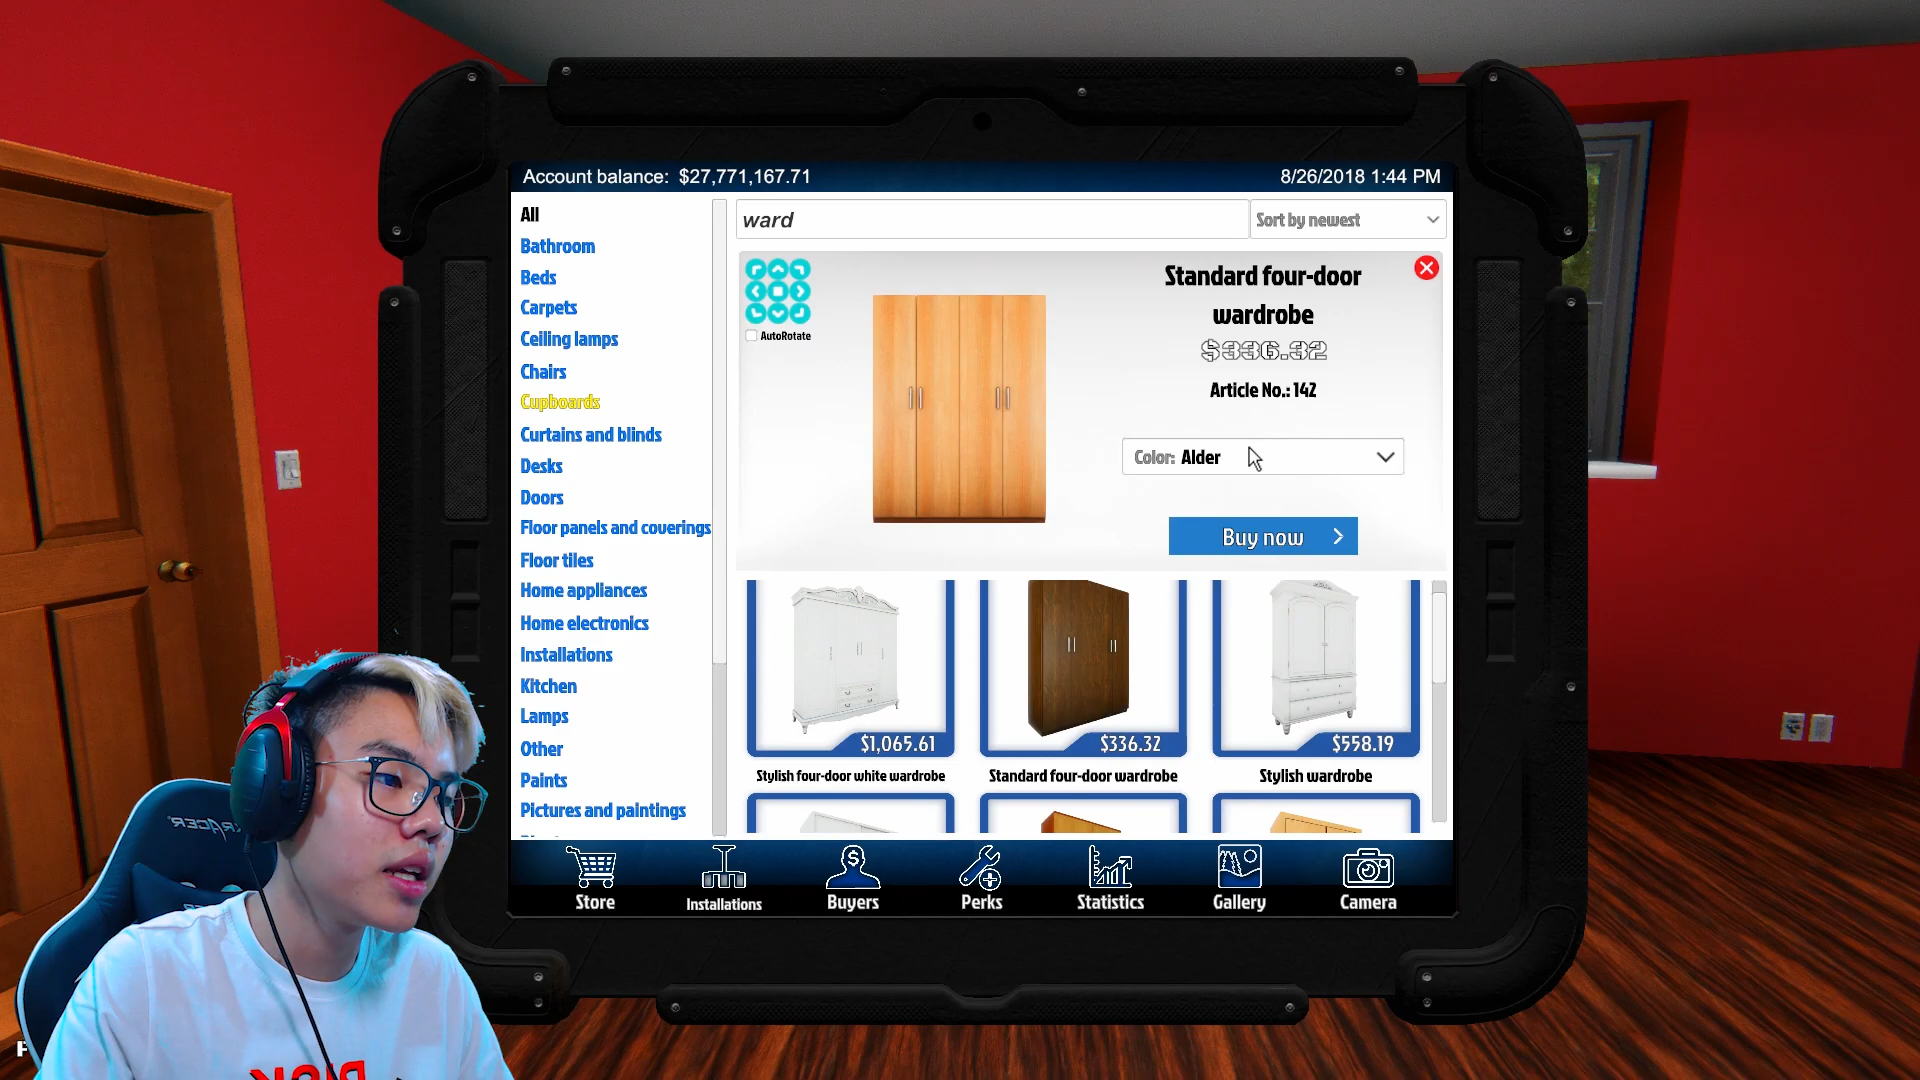 Account balance: $27,771,167.71
8/26/2018 1:44 PM
All
Bathroom
Beds
Carpets
Ceiling lamps
Chairs
Cupboards
Curtains and blinds
Desks
Doors
Floor panels and coverings
Floor tiles
Home appliances
Home electronics
Installations
Kitchen
Lamps
Other
Paints
Pictures and paintings
ward
Sort by newest
AutoRotate
Standard four-door
wardrobe
$336.32
Article No.: 142
Color: Alder
Buy now
$1,065.61
Stylish four-door white wardrobe
$336.32
Standard four-door wardrobe
$558.19
Stylish wardrobe
Store
Installations
Buyers
Perks
Statistics
Gallery
Camera